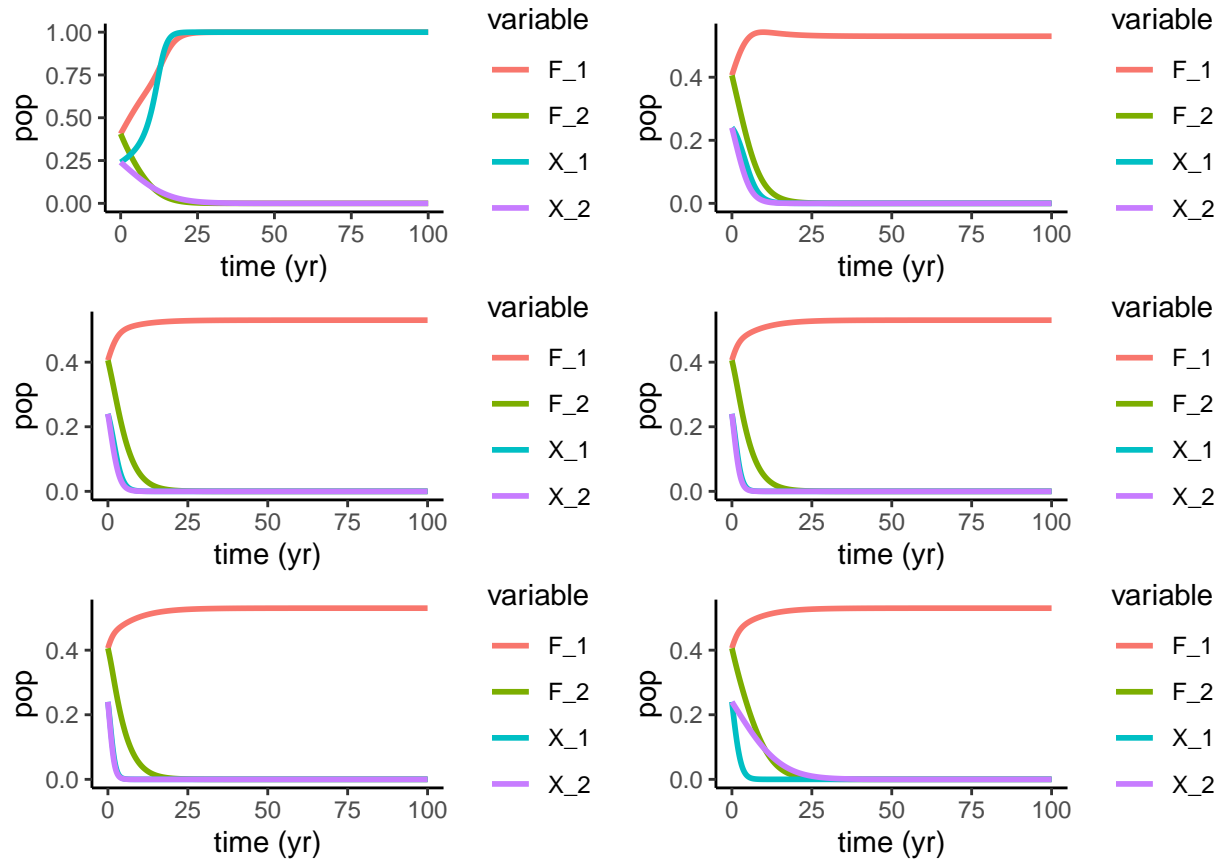 variable
F_1
F_2
X_1
X_2
pop
1.00
0.75
0.50
0.25
0.00
0 25 50 75 100
time (yr)
variable
F_1
F_2
X_1
X_2
pop
0.4
0.2
0.0
0 25 50 75 100
time (yr)
variable
F_1
F_2
X_1
X_2
pop
0.4
0.2
0.0
0 25 50 75 100
time (yr)
variable
F_1
F_2
X_1
X_2
pop
0.4
0.2
0.0
0 25 50 75 100
time (yr)
variable
F_1
F_2
X_1
X_2
pop
0.4
0.2
0.0
0 25 50 75 100
time (yr)
variable
F_1
F_2
X_1
X_2
pop
0.4
0.2
0.0
0 25 50 75 100
time (yr)